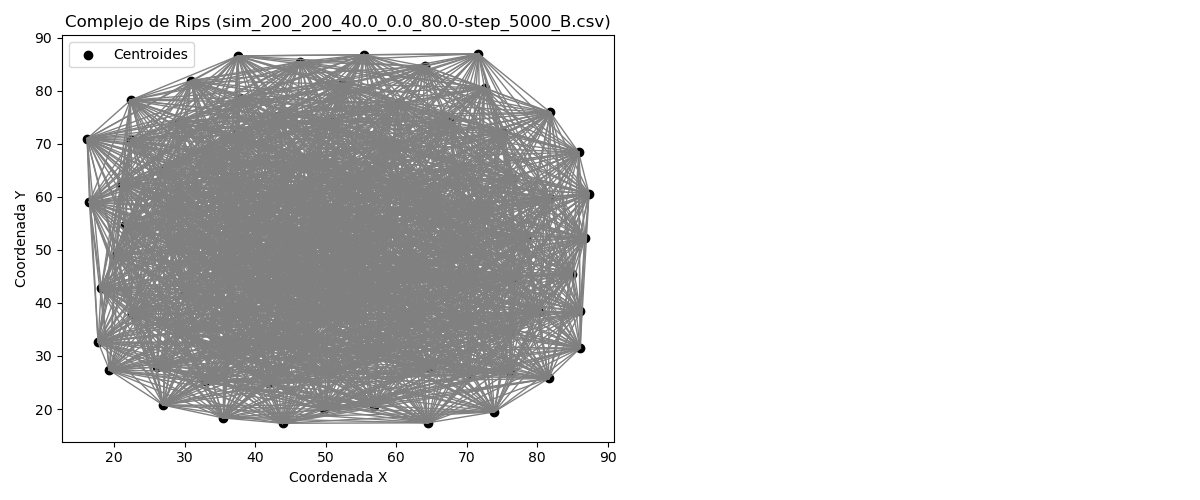 Complejo de Rips (sim_200_200_40.0_0.0_80.0-step_5000_B.csv)
Centroides
90
80
70
60
50
40
30
20
Coordenada Y
20 30 40 50 60 70 80 90
Coordenada X